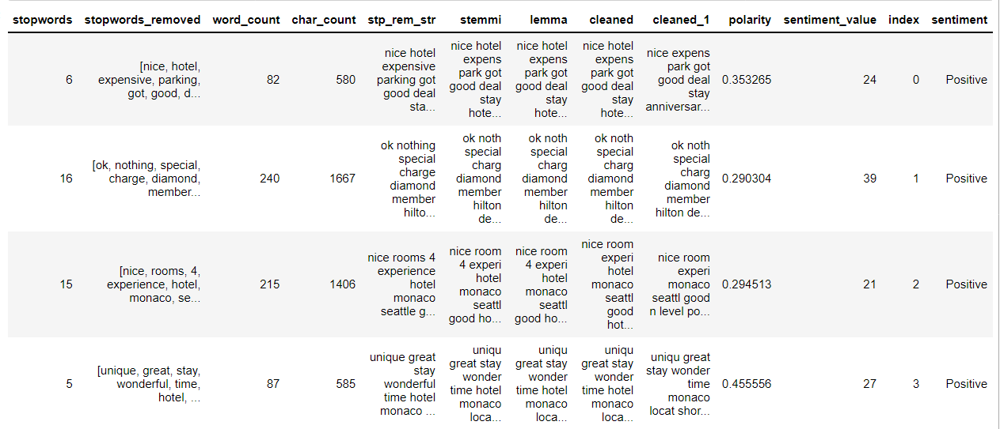 stopwords stopwords_removed word_count char_count stp_rem_str stemmi lemma cleaned cleaned_1 polarity sentiment_value index sentiment
6
[nice, hotel,
expensive, parking,
got, good, d...
82
580
nice hotel
expensive
parking got
good deal
sta...
nice hotel
expens
park got
good deal
stay
hote...
nice hotel
expens
park got
good deal
stay
hote...
nice hotel
expens
park got
good deal
stay
hote...
nice expens
park got
good deal
stay
anniversar...
0.353265
24
0
Positive
16
[ok, nothing, special,
charge, diamond,
member...
240
1667
ok nothing
special
charge
diamond
member
hilto...
ok noth
special
charg
diamond
member
hilton
de...
ok noth
special
charg
diamond
member
hilton
de...
ok noth
special
charg
diamond
member
hilton
de...
ok noth
special
charg
diamond
member
hilton de...
0.290304
39
1
Positive
15
[nice, rooms, 4,
experience, hotel,
monaco, se...
215
1406
nice rooms 4
experience
hotel
monaco
seattle g...
nice room
4 experi
hotel
monaco
seattl
good ho...
nice room
4 experi
hotel
monaco
seattl
good ho...
nice room
experi
hotel
monaco
seattl
good
hot...
nice room
experi
monaco
seattl good
n level po...
0.294513
21
2
Positive
5
[unique, great, stay,
wonderful, time,
hotel, ...
87
585
unique great
stay
wonderful
time hotel
monaco ...
uniqu
great stay
wonder
time hotel
monaco
loca...
uniqu
great stay
wonder
time hotel
monaco
loca...
uniqu
great stay
wonder
time hotel
monaco
loca...
uniqu great
stay wonder
time
monaco
locat shor...
0.455556
27
3
Positive